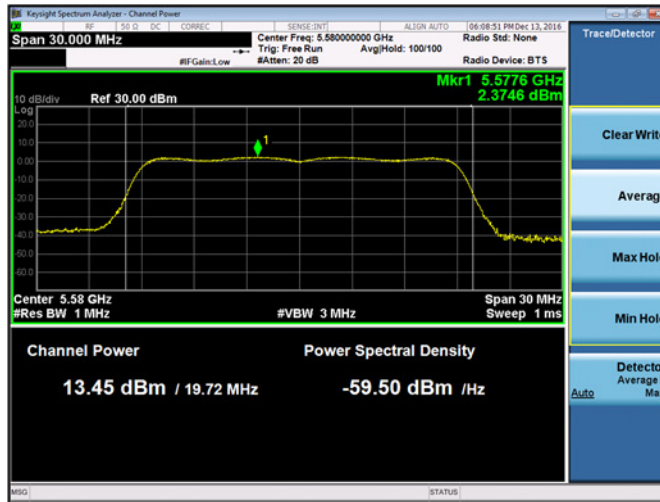 Keysight Spectrum Analyzer - Channel Power
RF 50 Ω DC CORREC SENSE:INT ALIGN AUTO 06:08:51 PM Dec 13, 2016
Span 30.000 MHz Center Freq: 5.580000000 GHz Radio Std: None Trace/Detector
Trig: Free Run Avg|Hold: 100/100
#IFGain:Low #Atten: 20 dB Radio Device: BTS
Mkr1 5.5776 GHz
2.3746 dBm
10 dB/div Ref 30.00 dBm
Log
20.0
10.0
0.00
-10.0
-20.0
-30.0
-40.0
-50.0
-60.0
1
Center 5.58 GHz Span 30 MHz
#Res BW 1 MHz #VBW 3 MHz Sweep 1 ms
Channel Power Power Spectral Density
13.45 dBm / 19.72 MHz -59.50 dBm /Hz
Clear Write
Averag
Max Hol
Min Hol
Detecto
Average
Auto Ma
MSG STATUS